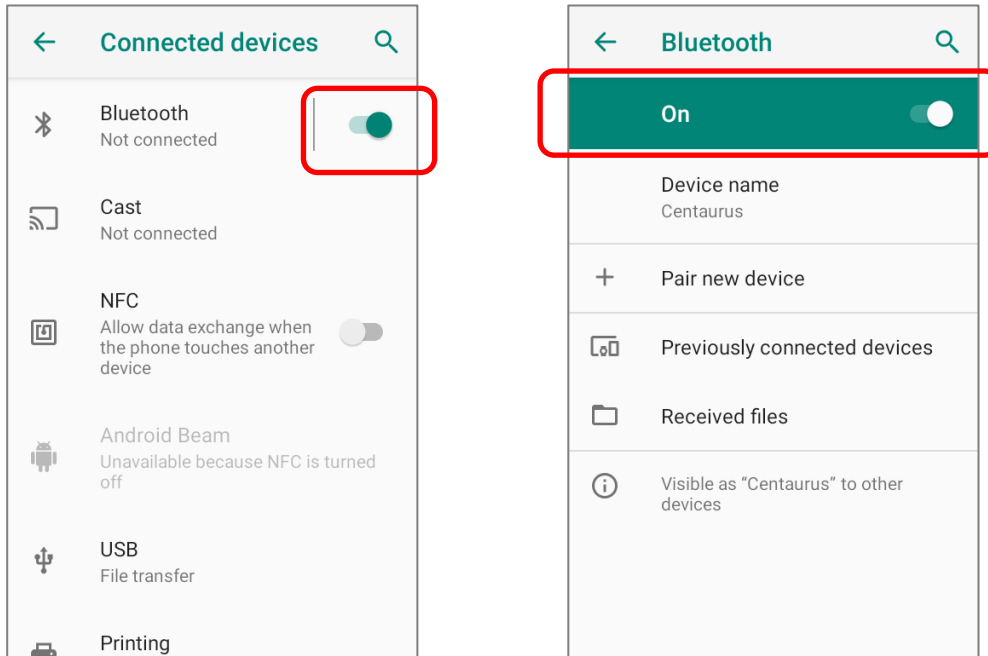 Connected devices
Bluetooth
Not connected
Cast
Not connected
NFC
Allow data exchange when
the phone touches another
device
Android Beam
Unavailable because NFC is turned
off
USB
File transfer
Printing
Bluetooth
On
Device name
Centaurus
Pair new device
Previously connected devices
Received files
Visible as “Centaurus” to other
devices